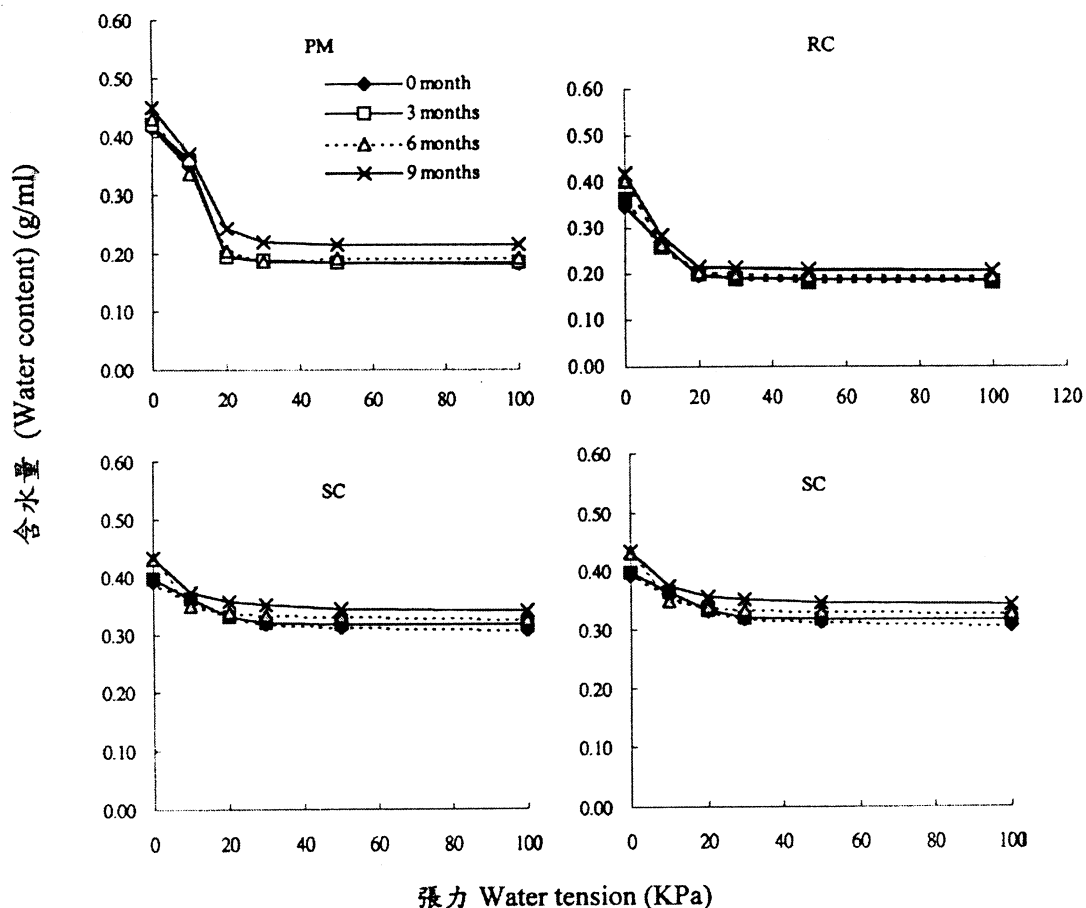 PM
0 month
3 months
6 months
9 months
0.60
0.50
0.40
0.30
0.20
0.10
0.00
0 20 40 60 80 100
RC
0.60
0.50
0.40
0.30
0.20
0.10
0.00
0 20 40 60 80 100 120
SC
0.60
0.50
0.40
0.30
0.20
0.10
0.00
0 20 40 60 80 100
SC
0.60
0.50
0.40
0.30
0.20
0.10
0.00
0 20 40 60 80 100
含水量 (Water content) (g/ml)
張力 Water tension (KPa)